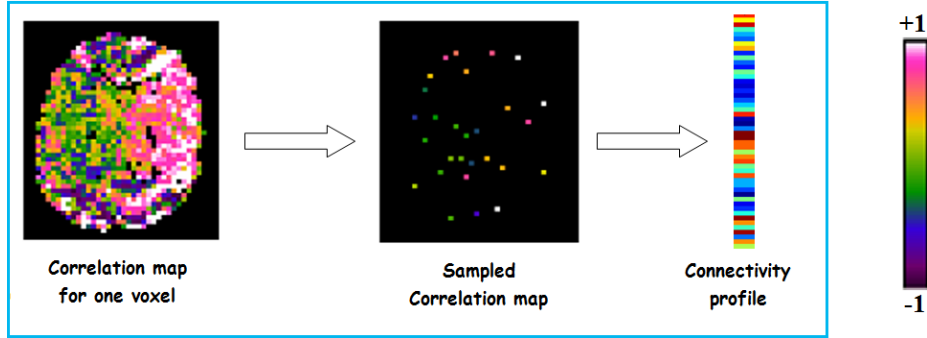 Correlation map
for one voxel
Sampled
Correlation map
Connectivity
profile
+1
-1